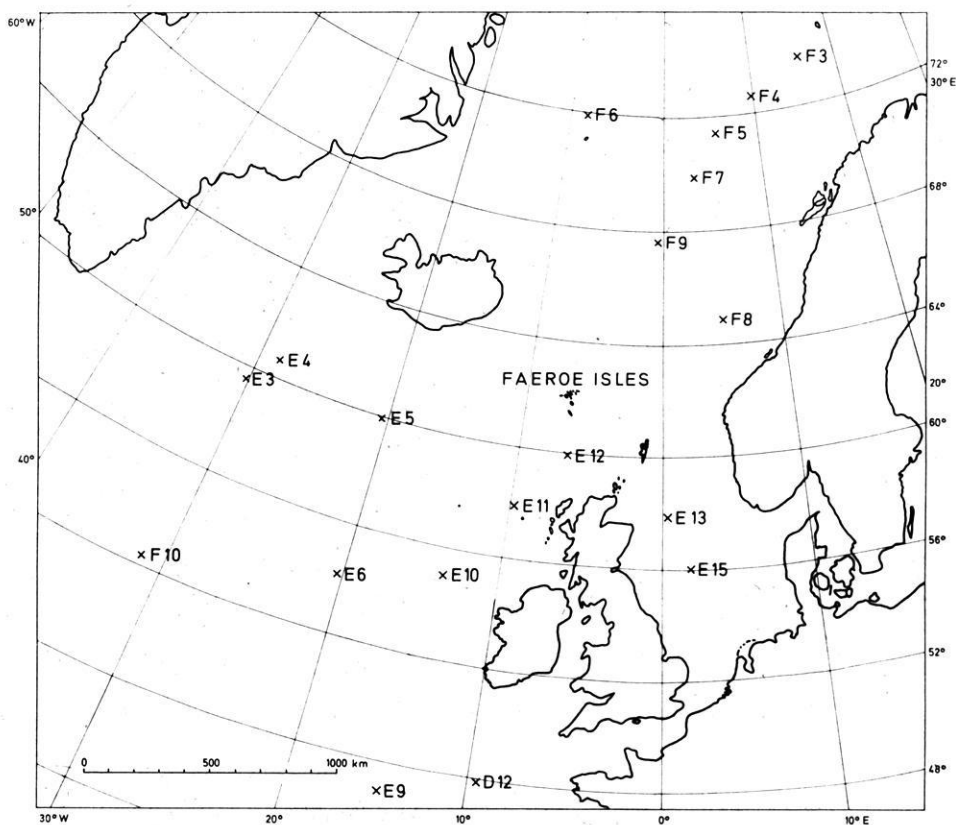 60°W
F3
72°
30°E
F4
F6
F5
F7
68°
50°
F9
64°
F8
E4
E3
FAEROE ISLES
20°
E5
60°
E12
40°
E11
E13
56°
F10
E6
E10
E15
52°
0 500 1000 km
48°
E9
D12
30°W 20° 10° 0° 10°E